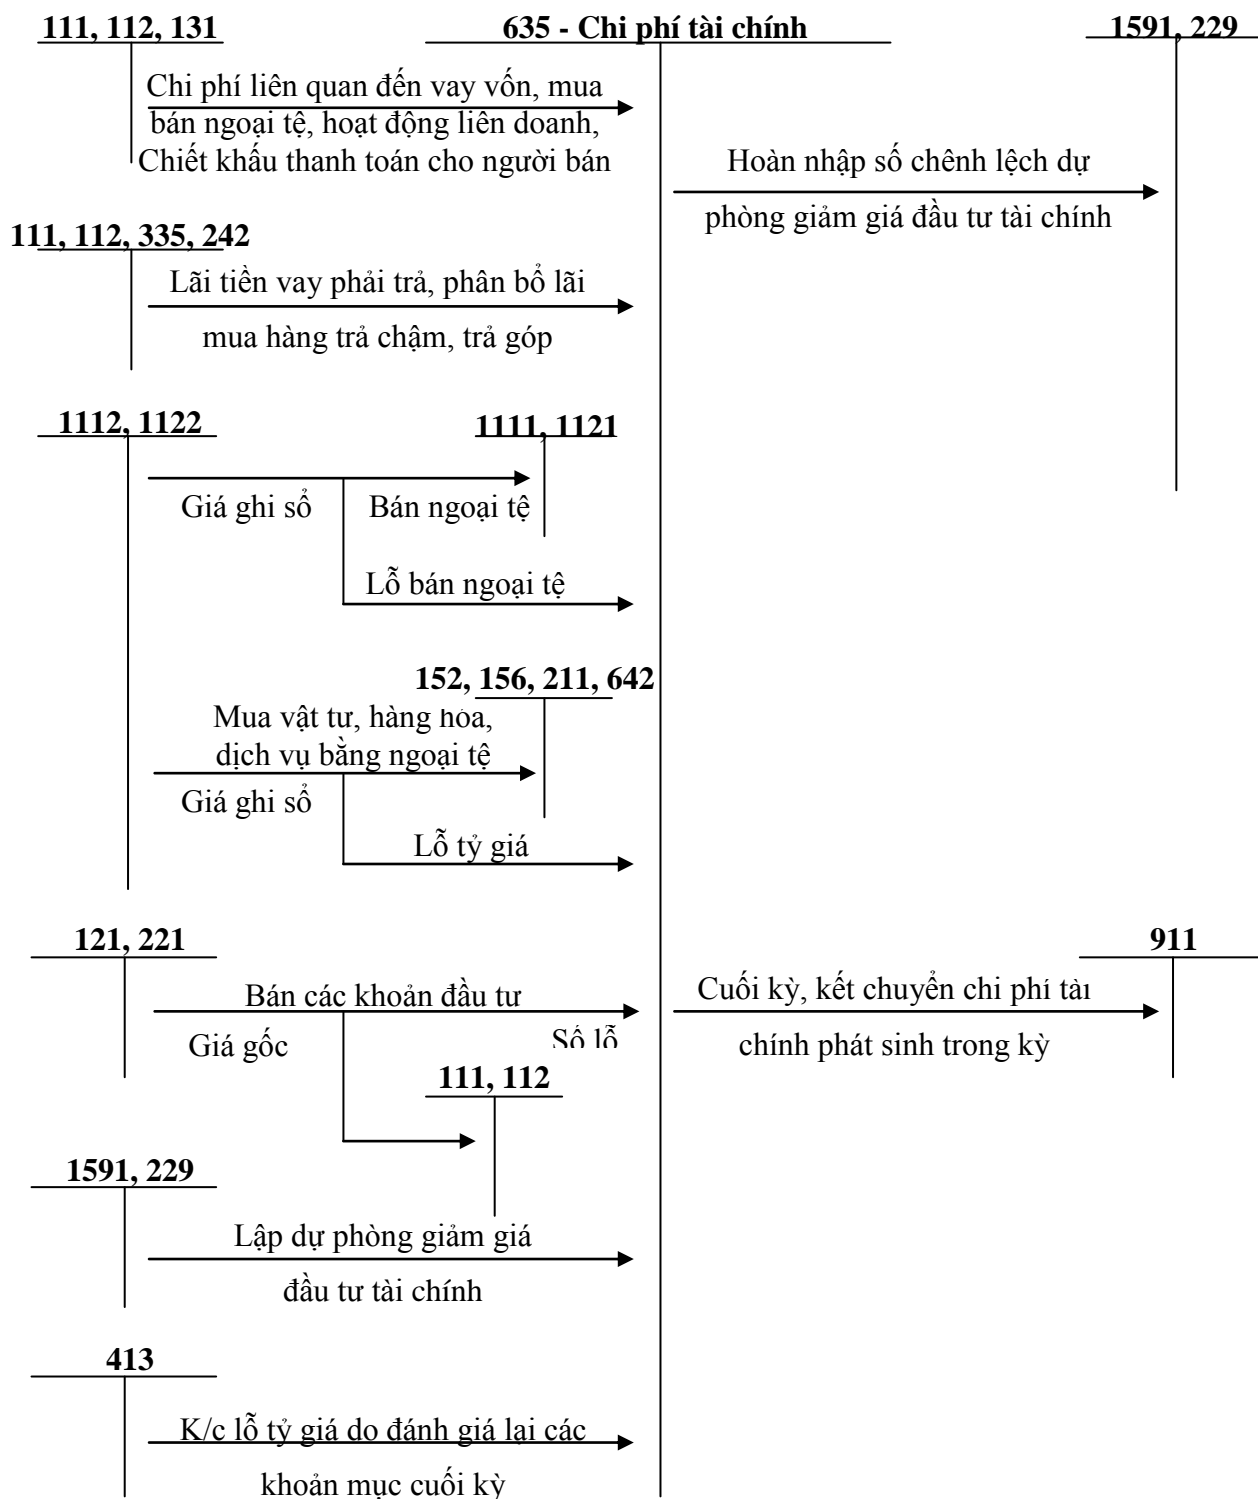 111, 112, 131
635 - Chi phí tài chính
1591, 229
Chi phí liên quan đến vay vốn, mua
bán ngoại tệ, hoạt động liên doanh,
Chiết khấu thanh toán cho người bán
Hoàn nhập số chênh lệch dự
phòng giảm giá đầu tư tài chính
111, 112, 335, 242
Lãi tiền vay phải trả, phân bổ lãi
mua hàng trả chậm, trả góp
1112, 1122
1111, 1121
Giá ghi sổ
Bán ngoại tệ
Lỗ bán ngoại tệ
152, 156, 211, 642
Mua vật tư, hàng hóa,
dịch vụ bằng ngoại tệ
Giá ghi sổ
Lỗ tỷ giá
121, 221
911
Bán các khoản đầu tư
Giá gốc
Số lỗ
Cuối kỳ, kết chuyển chi phí tài
chính phát sinh trong kỳ
111, 112
1591, 229
Lập dự phòng giảm giá
đầu tư tài chính
413
K/c lỗ tỷ giá do đánh giá lại các
khoản mục cuối kỳ